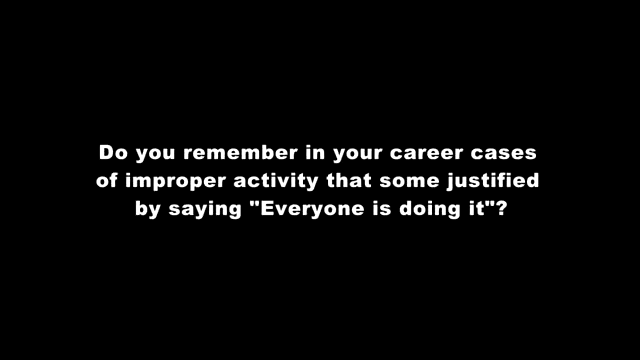 Do you remember in your career cases
of improper activity that some justified
by saying "Everyone is doing it"?